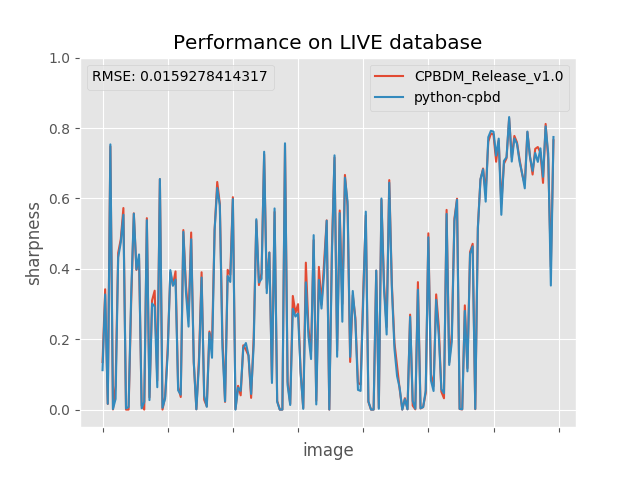 Performance on LIVE database
RMSE: 0.0159278414317
CPBDM_Release_v1.0
python-cpbd
1.0
0.8
0.6
0.4
0.2
0.0
sharpness
image